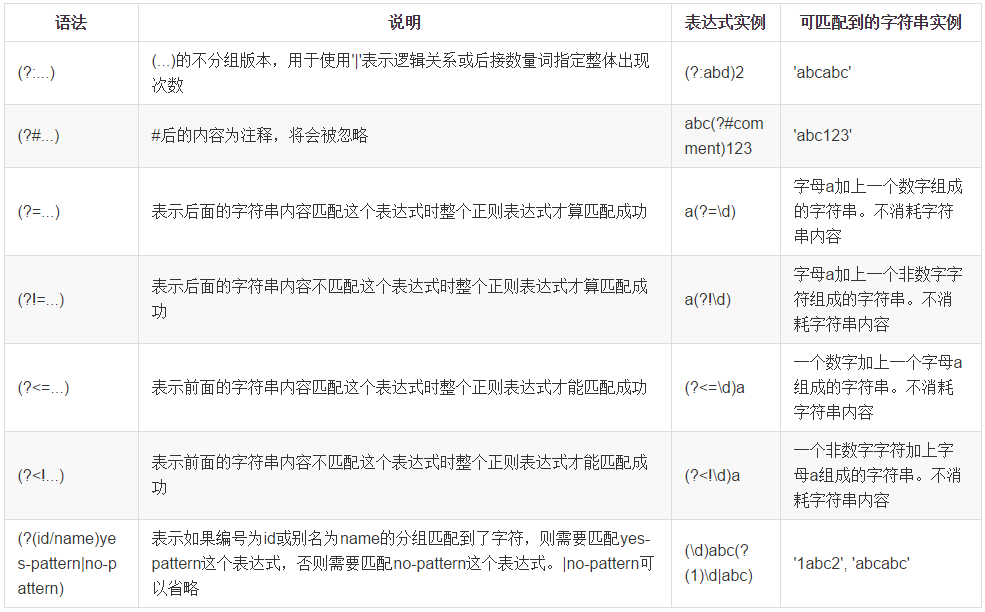 语法 说明 表达式实例 可匹配到的字符串实例
(?:...) (...)的不分组版本，用于使用'|'表示逻辑关系或后接数量词指定整体出现
次数 (?:abd)2 'abcabc'
(?#...) #后的内容为注释，将会被忽略 abc(?#com
ment)123 'abc123'
(?=...) 表示后面的字符串内容匹配这个表达式时整个正则表达式才算匹配成功 a(?=\d) 字母a加上一个数字组成
的字符串。不消耗字符
串内容
(?!=...) 表示后面的字符串内容不匹配这个表达式时整个正则表达式才算匹配成
功 a(?!\d) 字母a加上一个非数字字
符组成的字符串。不消
耗字符串内容
(?<=...) 表示前面的字符串内容匹配这个表达式时整个正则表达式才能匹配成功 (?<=\d)a 一个数字加上一个字母a
组成的字符串。不消耗
字符串内容
(?<!...) 表示前面的字符串内容不匹配这个表达式时整个正则表达式才能匹配成
功 (?<!\d)a 一个非数字字符加上字
母a组成的字符串。不消
耗字符串内容
(?(id/name)ye
s-pattern|no-p
attern) 表示如果编号为id或别名为name的分组匹配到了字符，则需要匹配yes-
pattern这个表达式，否则需要匹配no-pattern这个表达式。|no-pattern可
以省略 (\d)abc(?
(1)\d|abc) '1abc2', 'abcabc'